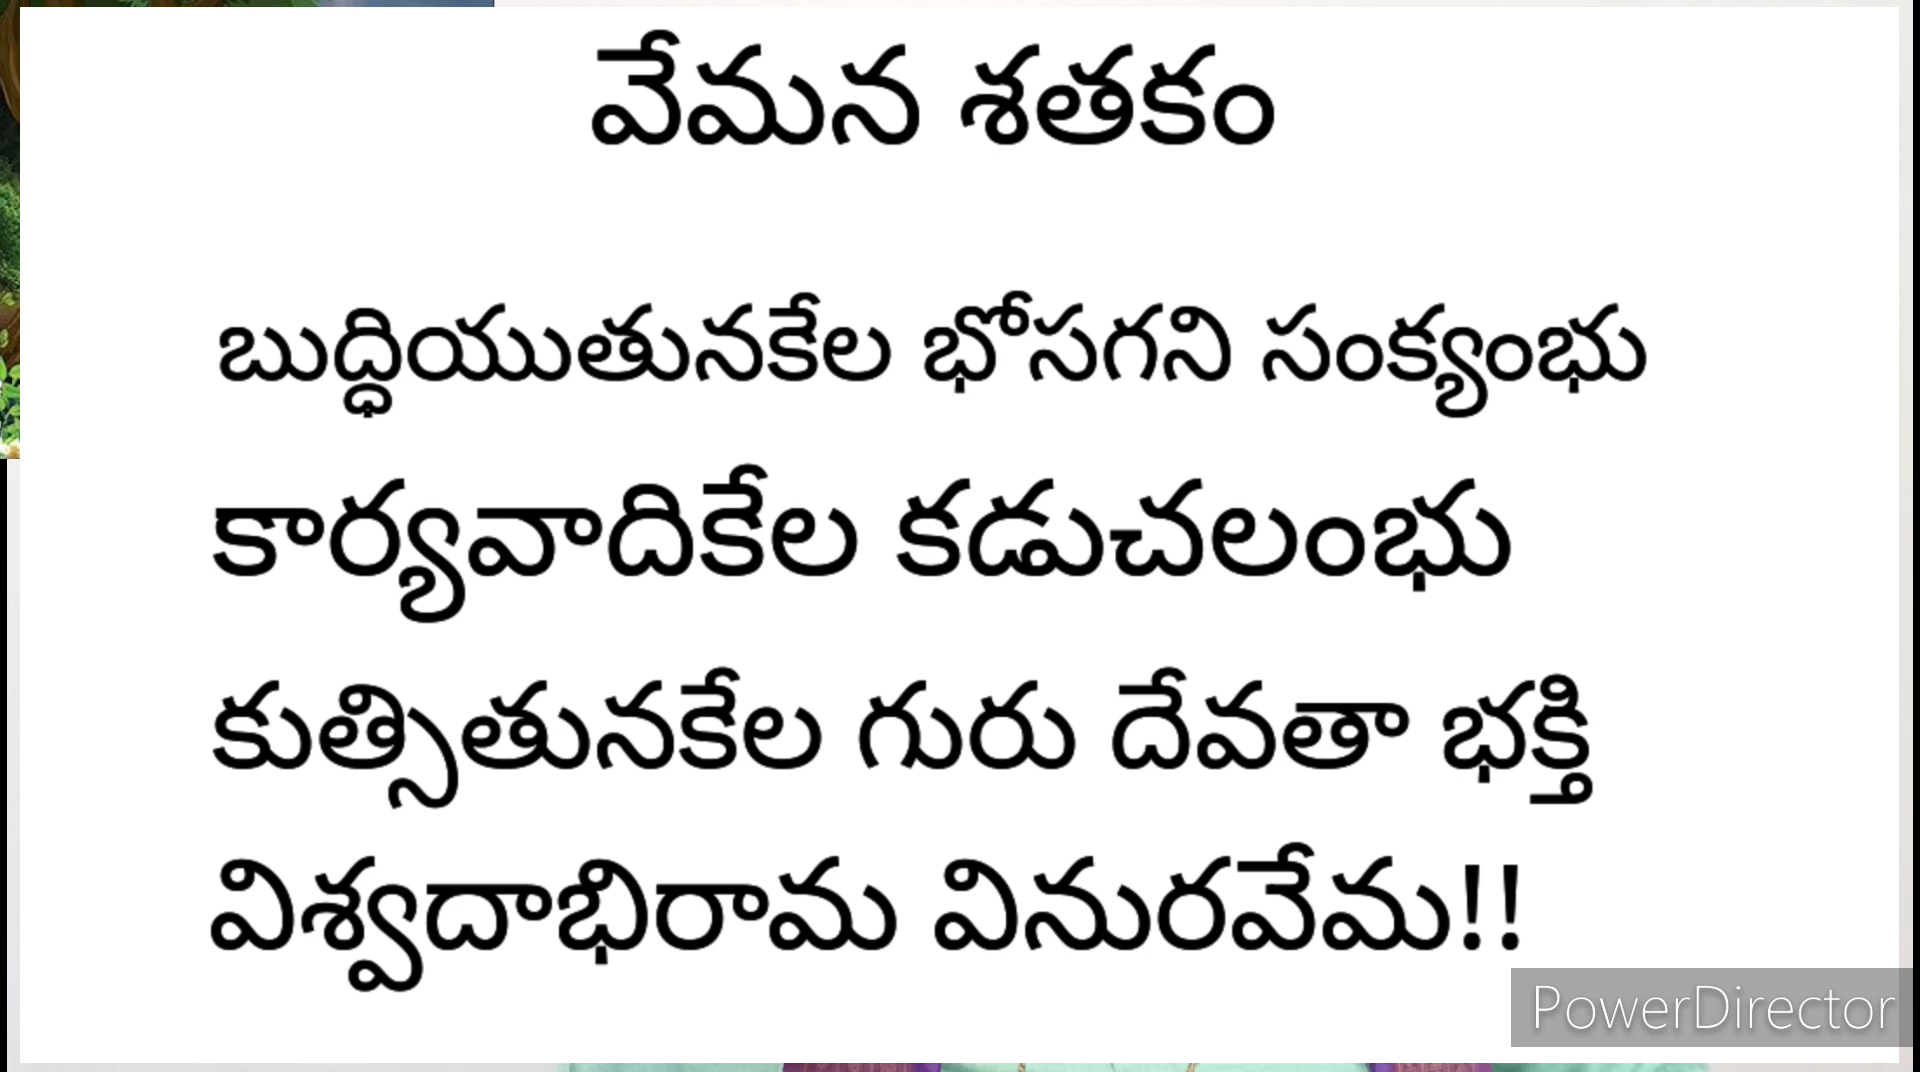 వేమన శతకం
బుద్ధియుతునకేల భోసగని సంక్యంభు
కార్యవాదికేల కడుచలంభు
కుత్సితునకేల గురు దేవతా భక్తి
విశ్వదాభిరామ వినురవేమ!!
PowerDirector